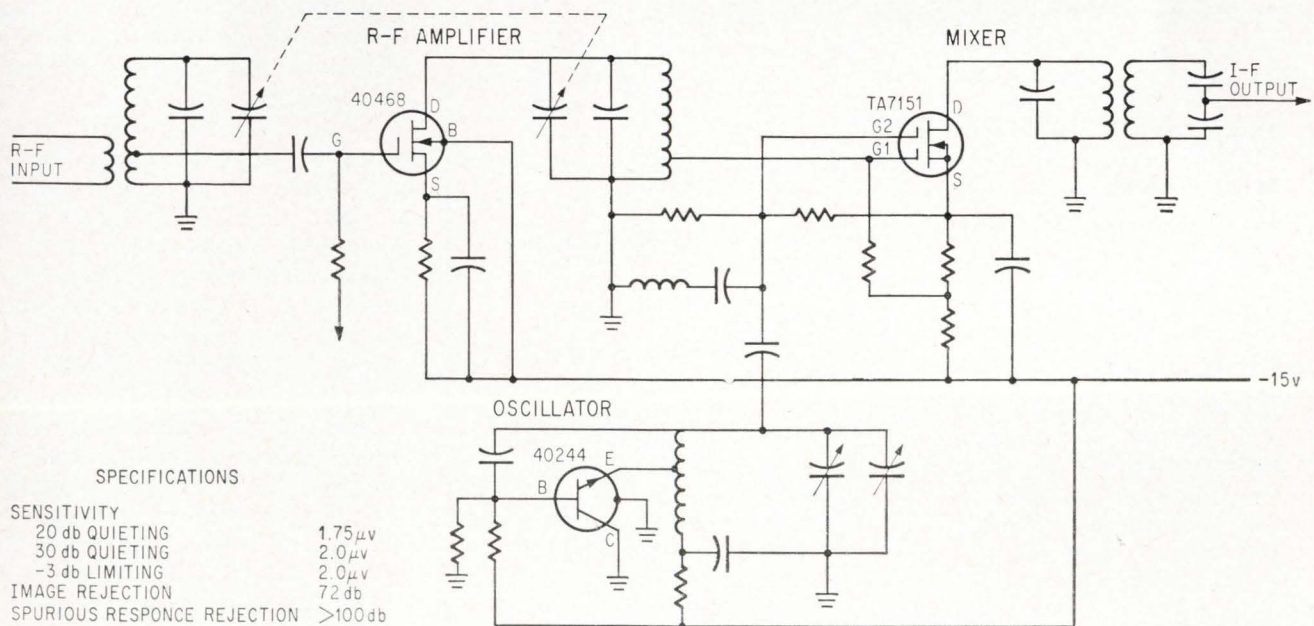 R-F AMPLIFIER
MIXER
40468
D
B
G
S
R-F
INPUT
TA7151
D
G2
G1
S
I-F
OUTPUT
-15v
OSCILLATOR
40244
E
B
C
SPECIFICATIONS
SENSITIVITY
20 db QUIETING 1.75μv
30 db QUIETING 2.0μv
-3 db LIMITING 2.0μv
IMAGE REJECTION 72 db
SPURIOUS RESPONCE REJECTION >100db